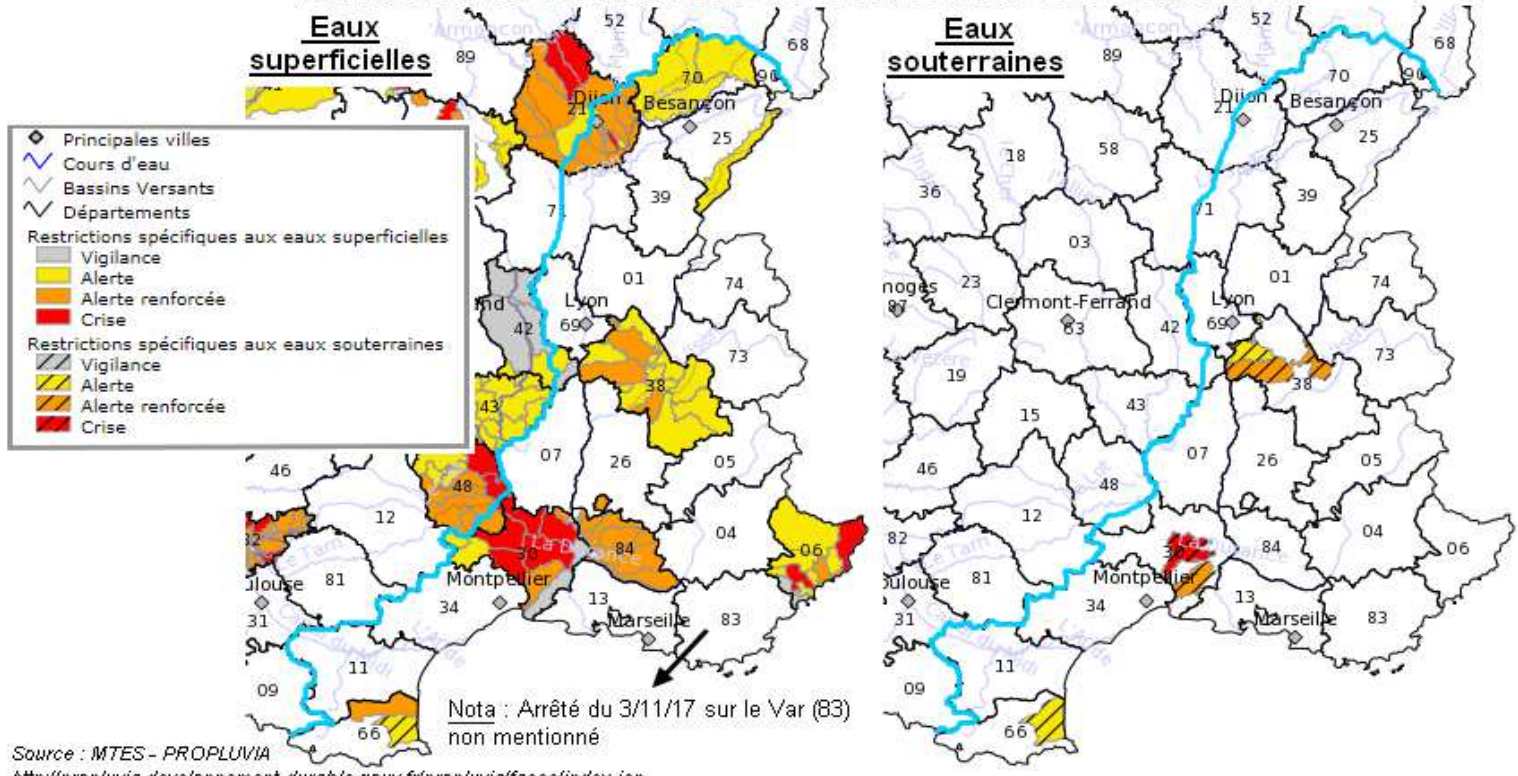 Eaux
superficielles
Eaux
souterraines
Principales villes
Cours d'eau
Bassins Versants
Départements
Restrictions spécifiques aux eaux superficielles
Vigilance
Alerte
Alerte renforcée
Crise
Restrictions spécifiques aux eaux souterraines
Vigilance
Alerte
Alerte renforcée
Crise
52
68
89
70
90
Dijon
Besançon
21
25
39
71
01
74
Lyon
42
69
73
38
43
07
26
05
46
48
12
04
06
30
84
81
Montpellier
34
13
Marseille
83
31
11
09
66
52
68
89
70
90
Dijon
Besançon
21
25
18
58
36
39
71
03
01
74
23
Clermont-Ferrand
Lyon
87
63
42
69
73
19
38
15
43
07
26
05
46
48
12
04
06
82
Le Tarn
30
84
81
Montpellier
34
13
Marseille
83
31
11
09
66
Nota : Arrêté du 3/11/17 sur le Var (83)
non mentionné
Source : MTES - PROPLUVIA